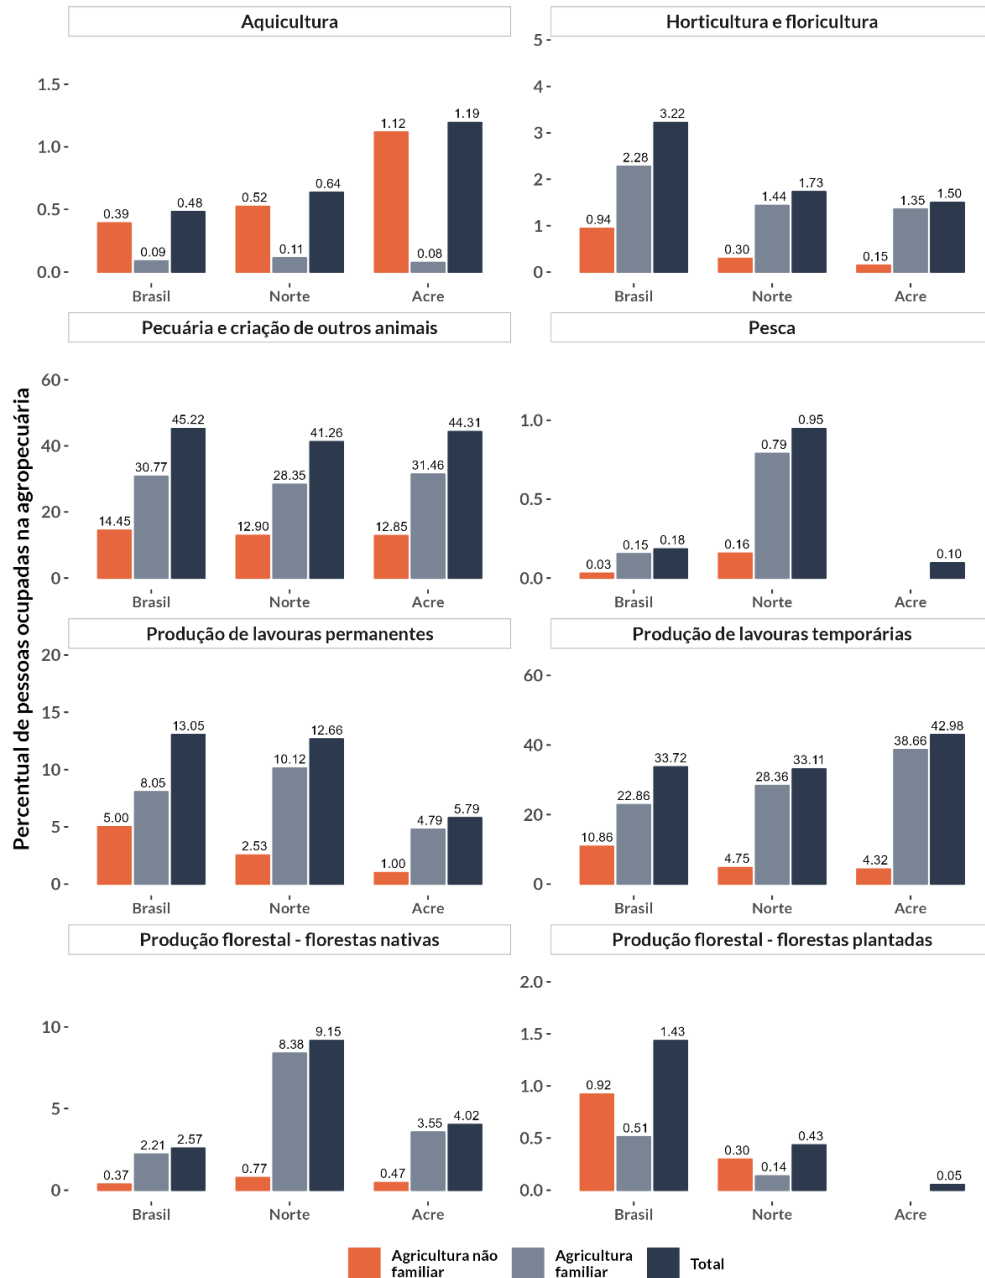 Aquicultura
Horticultura e floricultura
1.5
1.0
0.5
0.0
0.39
0.09
0.48
0.52
0.11
0.64
1.12
0.08
1.19
Brasil
Norte
Acre
5
4
3
2
1
0
0.94
2.28
3.22
0.30
1.44
1.73
0.15
1.35
1.50
Brasil
Norte
Acre
Pecuária e criação de outros animais
Pesca
Percentual de pessoas ocupadas na agropecuária
60
40
20
0
14.45
30.77
45.22
12.90
28.35
41.26
12.85
31.46
44.31
Brasil
Norte
Acre
1.0
0.5
0.0
0.03
0.15
0.18
0.16
0.79
0.95
0.10
Brasil
Norte
Acre
Produção de lavouras permanentes
Produção de lavouras temporárias
20
15
10
5
0
5.00
8.05
13.05
2.53
10.12
12.66
1.00
4.79
5.79
Brasil
Norte
Acre
60
40
20
0
10.86
22.86
33.72
4.75
28.36
33.11
4.32
38.66
42.98
Brasil
Norte
Acre
Produção florestal - florestas nativas
Produção florestal - florestas plantadas
10
5
0
0.37
2.21
2.57
0.77
8.38
9.15
0.47
3.55
4.02
Brasil
Norte
Acre
2.0
1.5
1.0
0.5
0.0
0.92
0.51
1.43
0.30
0.14
0.43
0.05
Brasil
Norte
Acre
Agricultura não
familiar
Agricultura
familiar
Total